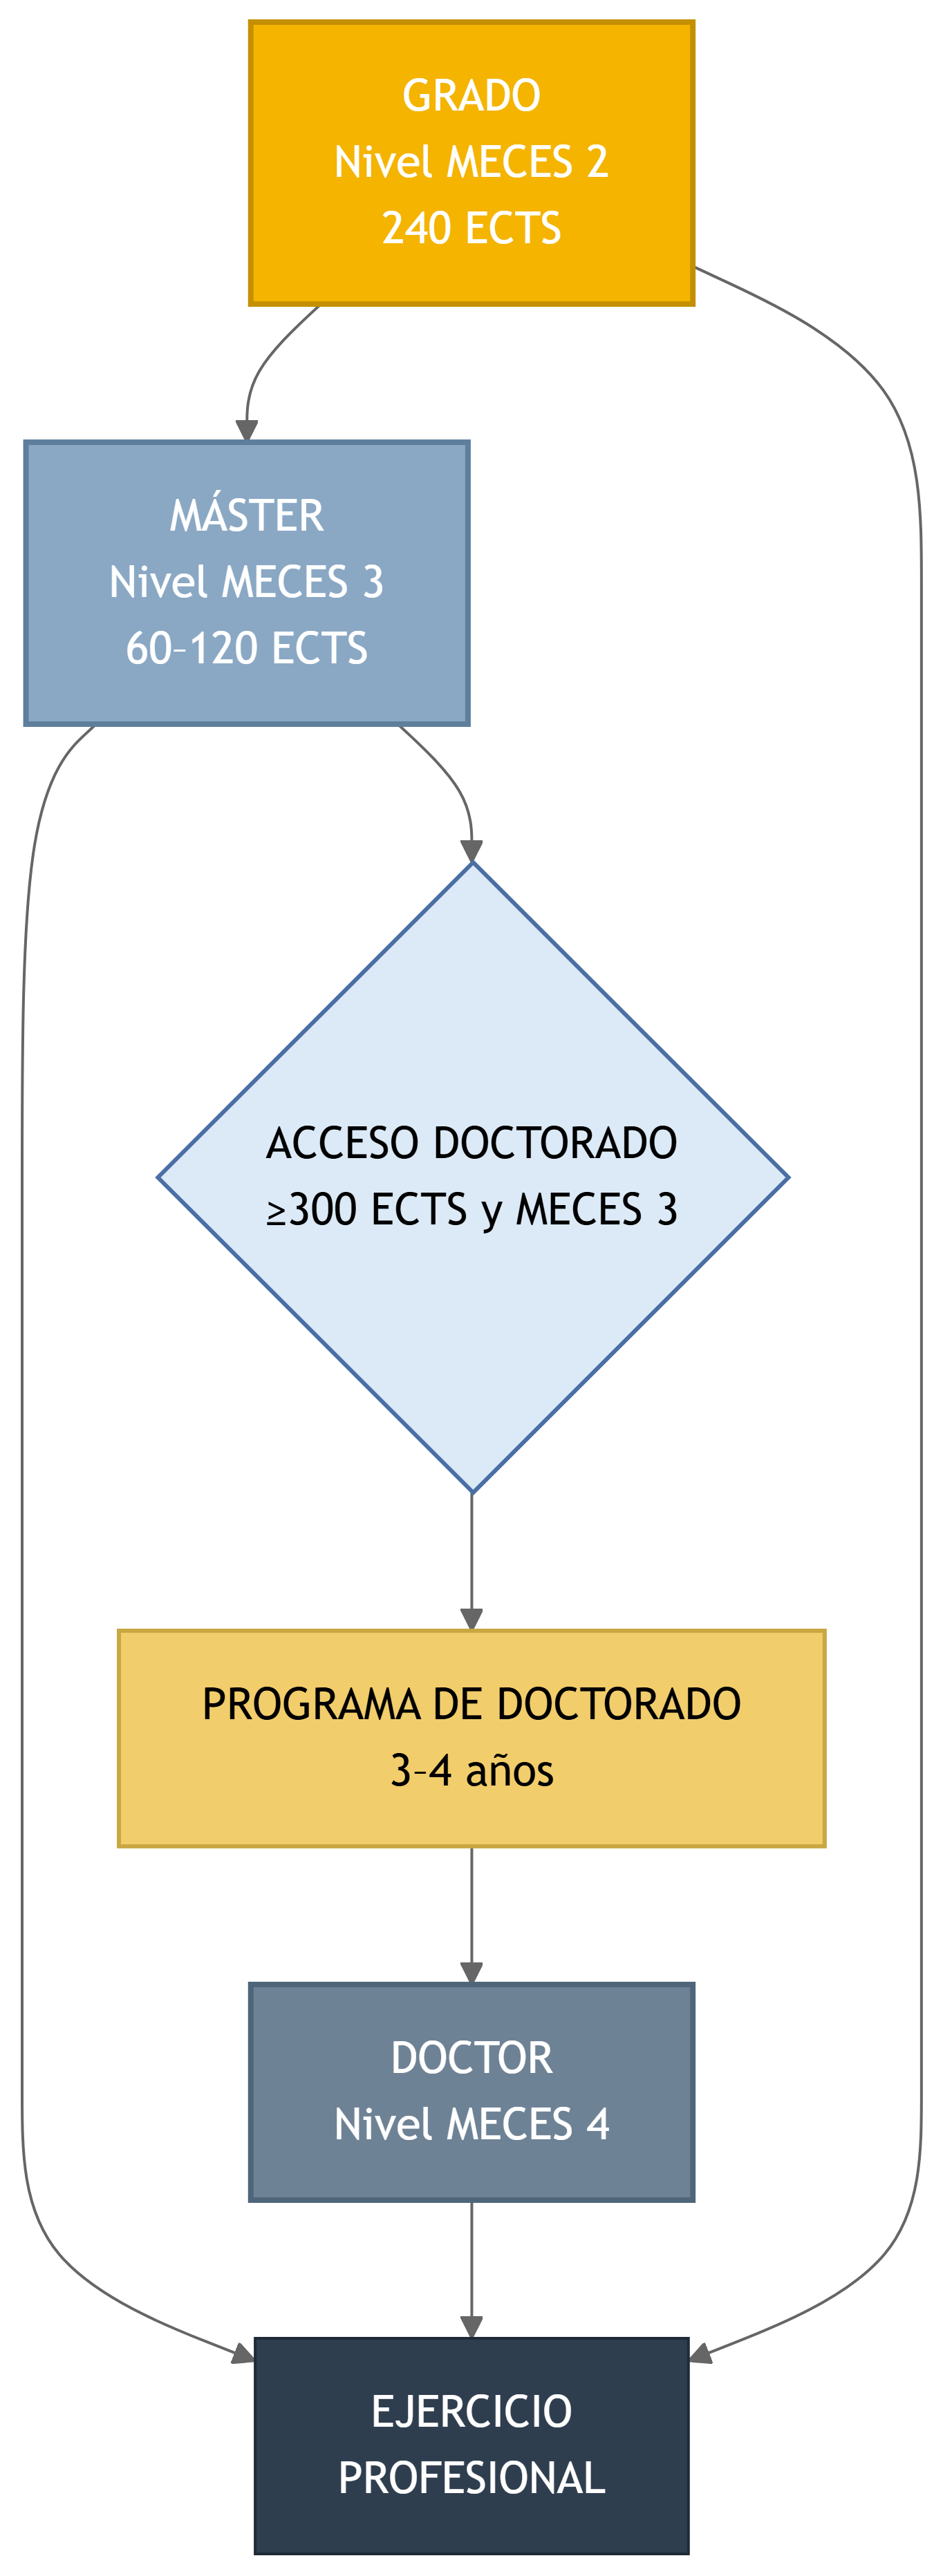 GRADO
Nivel MECES 2
240 ECTS
MÁSTER
Nivel MECES 3
60–120 ECTS
ACCESO DOCTORADO
≥300 ECTS y MECES 3
PROGRAMA DE DOCTORADO
3–4 años
DOCTOR
Nivel MECES 4
EJERCICIO
PROFESIONAL